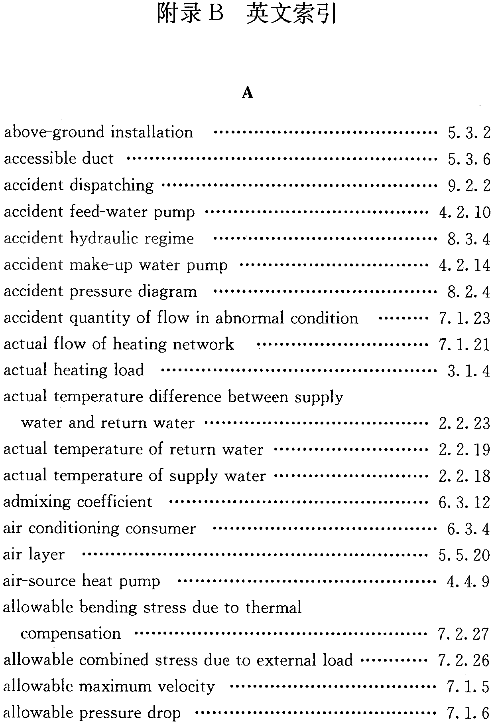 附录 B 英文索引
A
above-ground installation ………………………………… 5. 3. 2
accessible duct ……………………………………………… 5. 3. 6
accident dispatching ………………………………………… 9. 2. 2
accident feed-water pump ………………………………… 4. 2. 10
accident hydraulic regime ………………………………… 8. 3. 4
accident make-up water pump …………………………… 4. 2. 14
accident pressure diagram ………………………………… 8. 2. 4
accident quantity of flow in abnormal condition ……… 7. 1. 23
actual flow of heating network ………………………… 7. 1. 21
actual heating load ………………………………………… 3. 1. 4
actual temperature difference between supply
water and return water ………………………………… 2. 2. 23
actual temperature of return water ……………………… 2. 2. 19
actual temperature of supply water ……………………… 2. 2. 18
admixing coefficient ……………………………………… 6. 3. 12
air conditioning consumer ………………………………… 6. 3. 4
air layer …………………………………………………… 5. 5. 20
air-source heat pump ……………………………………… 4. 4. 9
allowable bending stress due to thermal
compensation …………………………………………… 7. 2. 27
allowable combined stress due to external load ………… 7. 2. 26
allowable maximum velocity ……………………………… 7. 1. 5
allowable pressure drop …………………………………… 7. 1. 6